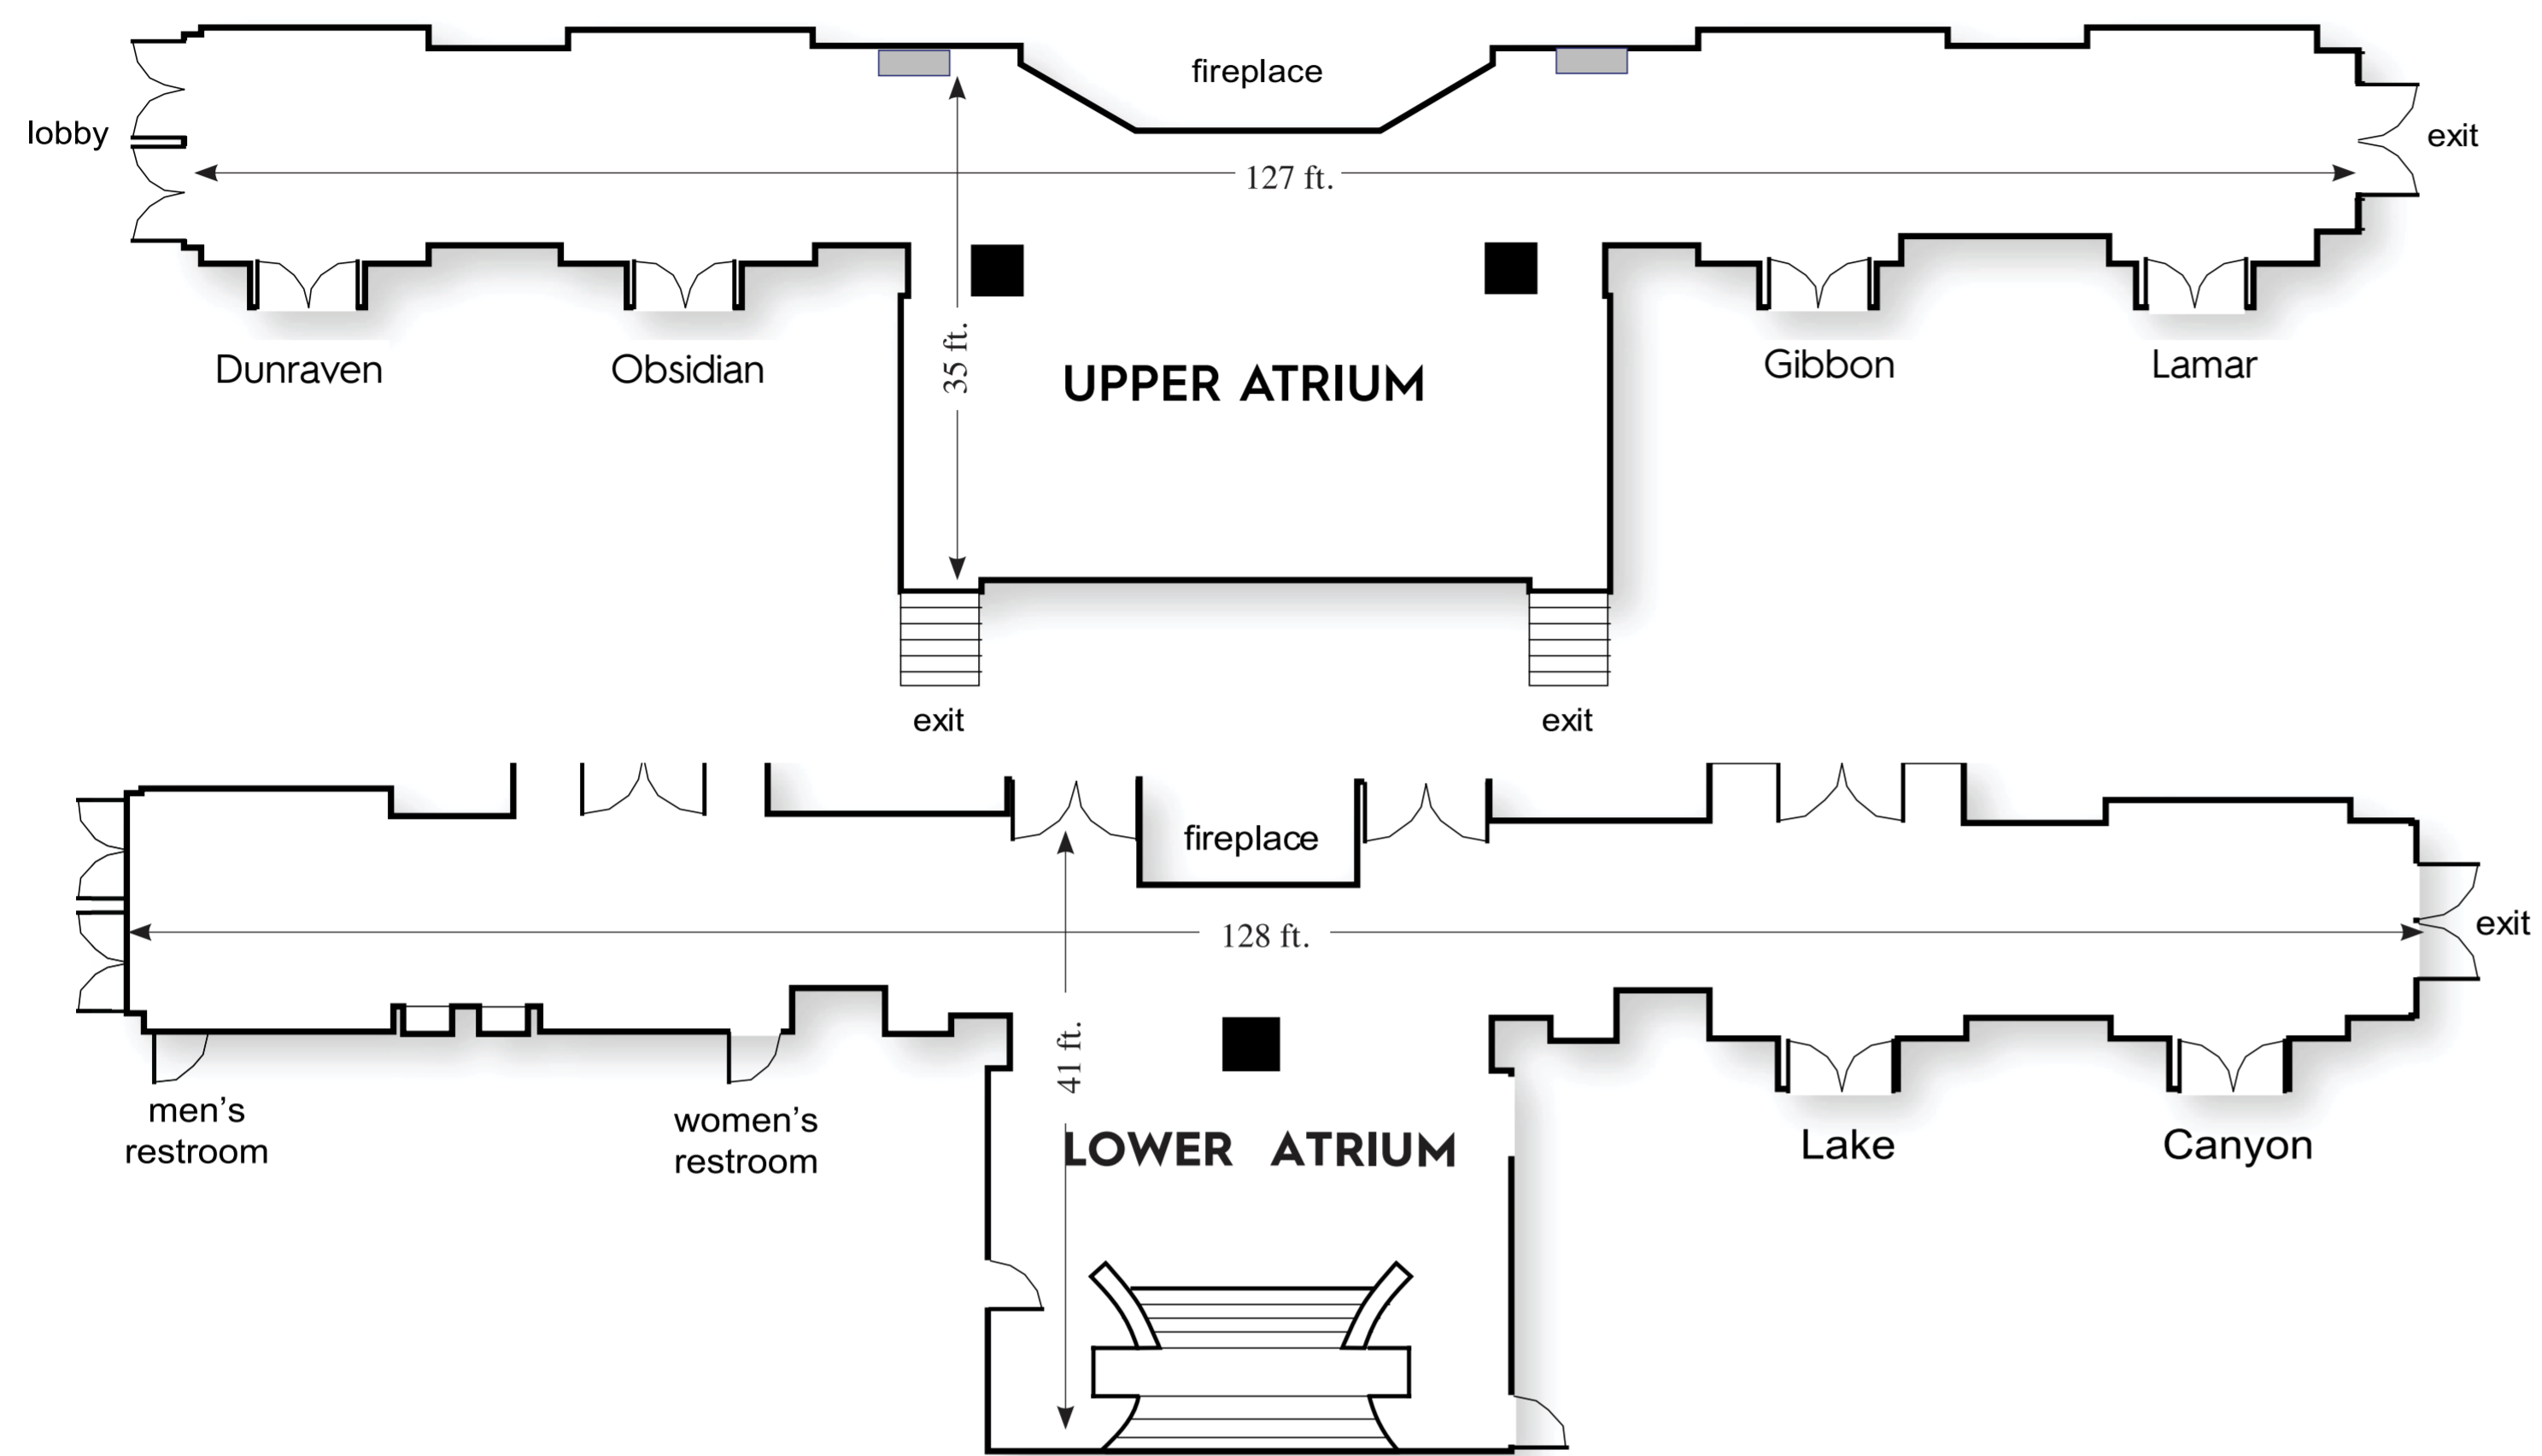 fireplace
lobby
exit
127 ft.
35 ft.
Dunraven
Obsidian
UPPER ATRIUM
Gibbon
Lamar
exit
exit
fireplace
128 ft.
exit
41 ft.
men's
restroom
women's
restroom
LOWER ATRIUM
Lake
Canyon